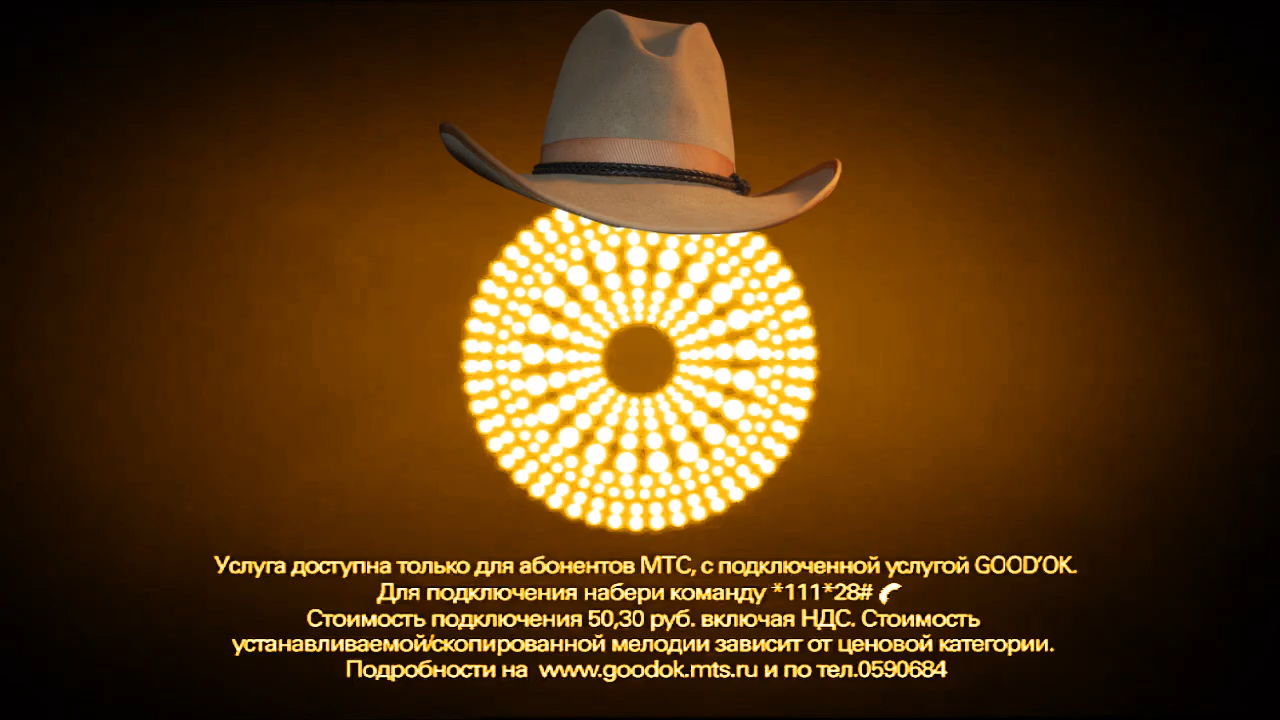 Услуга доступна только для абонентов МТС, с подключенной услугой GOOD'OK.
Для подключения набери команду *111*28#
Стоимость подключения 50,30 руб. включая НДС. Стоимость
устанавливаемой/скопированной мелодии зависит от ценовой категории.
Подробности на www.goodok.mts.ru и по тел.0590684